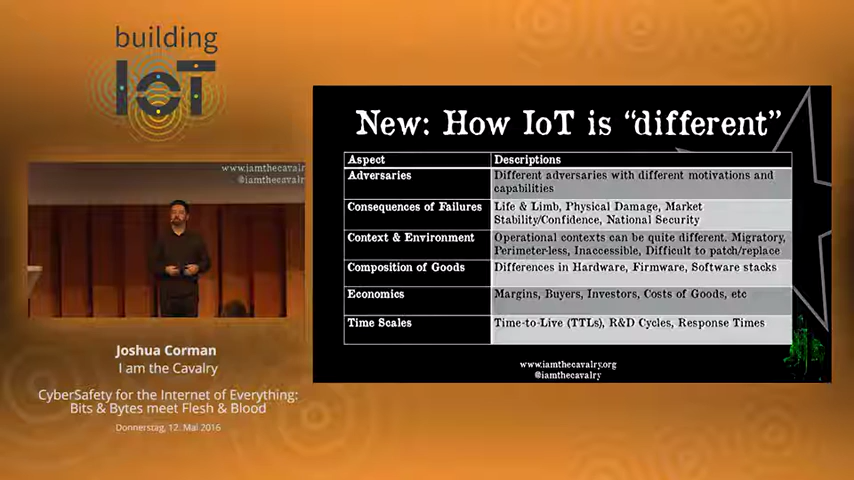 building
IoT
www.iamthecavalr
@iamthecavalr
Joshua Corman
I am the Cavalry
CyberSafety for the Internet of Everything:
Bits & Bytes meet Flesh & Blood
Donnerstag, 12. Mai 2016
New: How IoT is “different”
Aspect Descriptions
Adversaries Different adversaries with different motivations and
capabilities
Consequences of Failures Life & Limb, Physical Damage, Market
Stability/Confidence, National Security
Context & Environment Operational contexts can be quite different. Migratory,
Perimeter-less, Inaccessible, Difficult to patch/replace
Composition of Goods Differences in Hardware, Firmware, Software stacks
Economics Margins, Buyers, Investors, Costs of Goods, etc
Time Scales Time-to-Live (TTLs), R&D Cycles, Response Times
www.iamthecavalry.org
@iamthecavalry